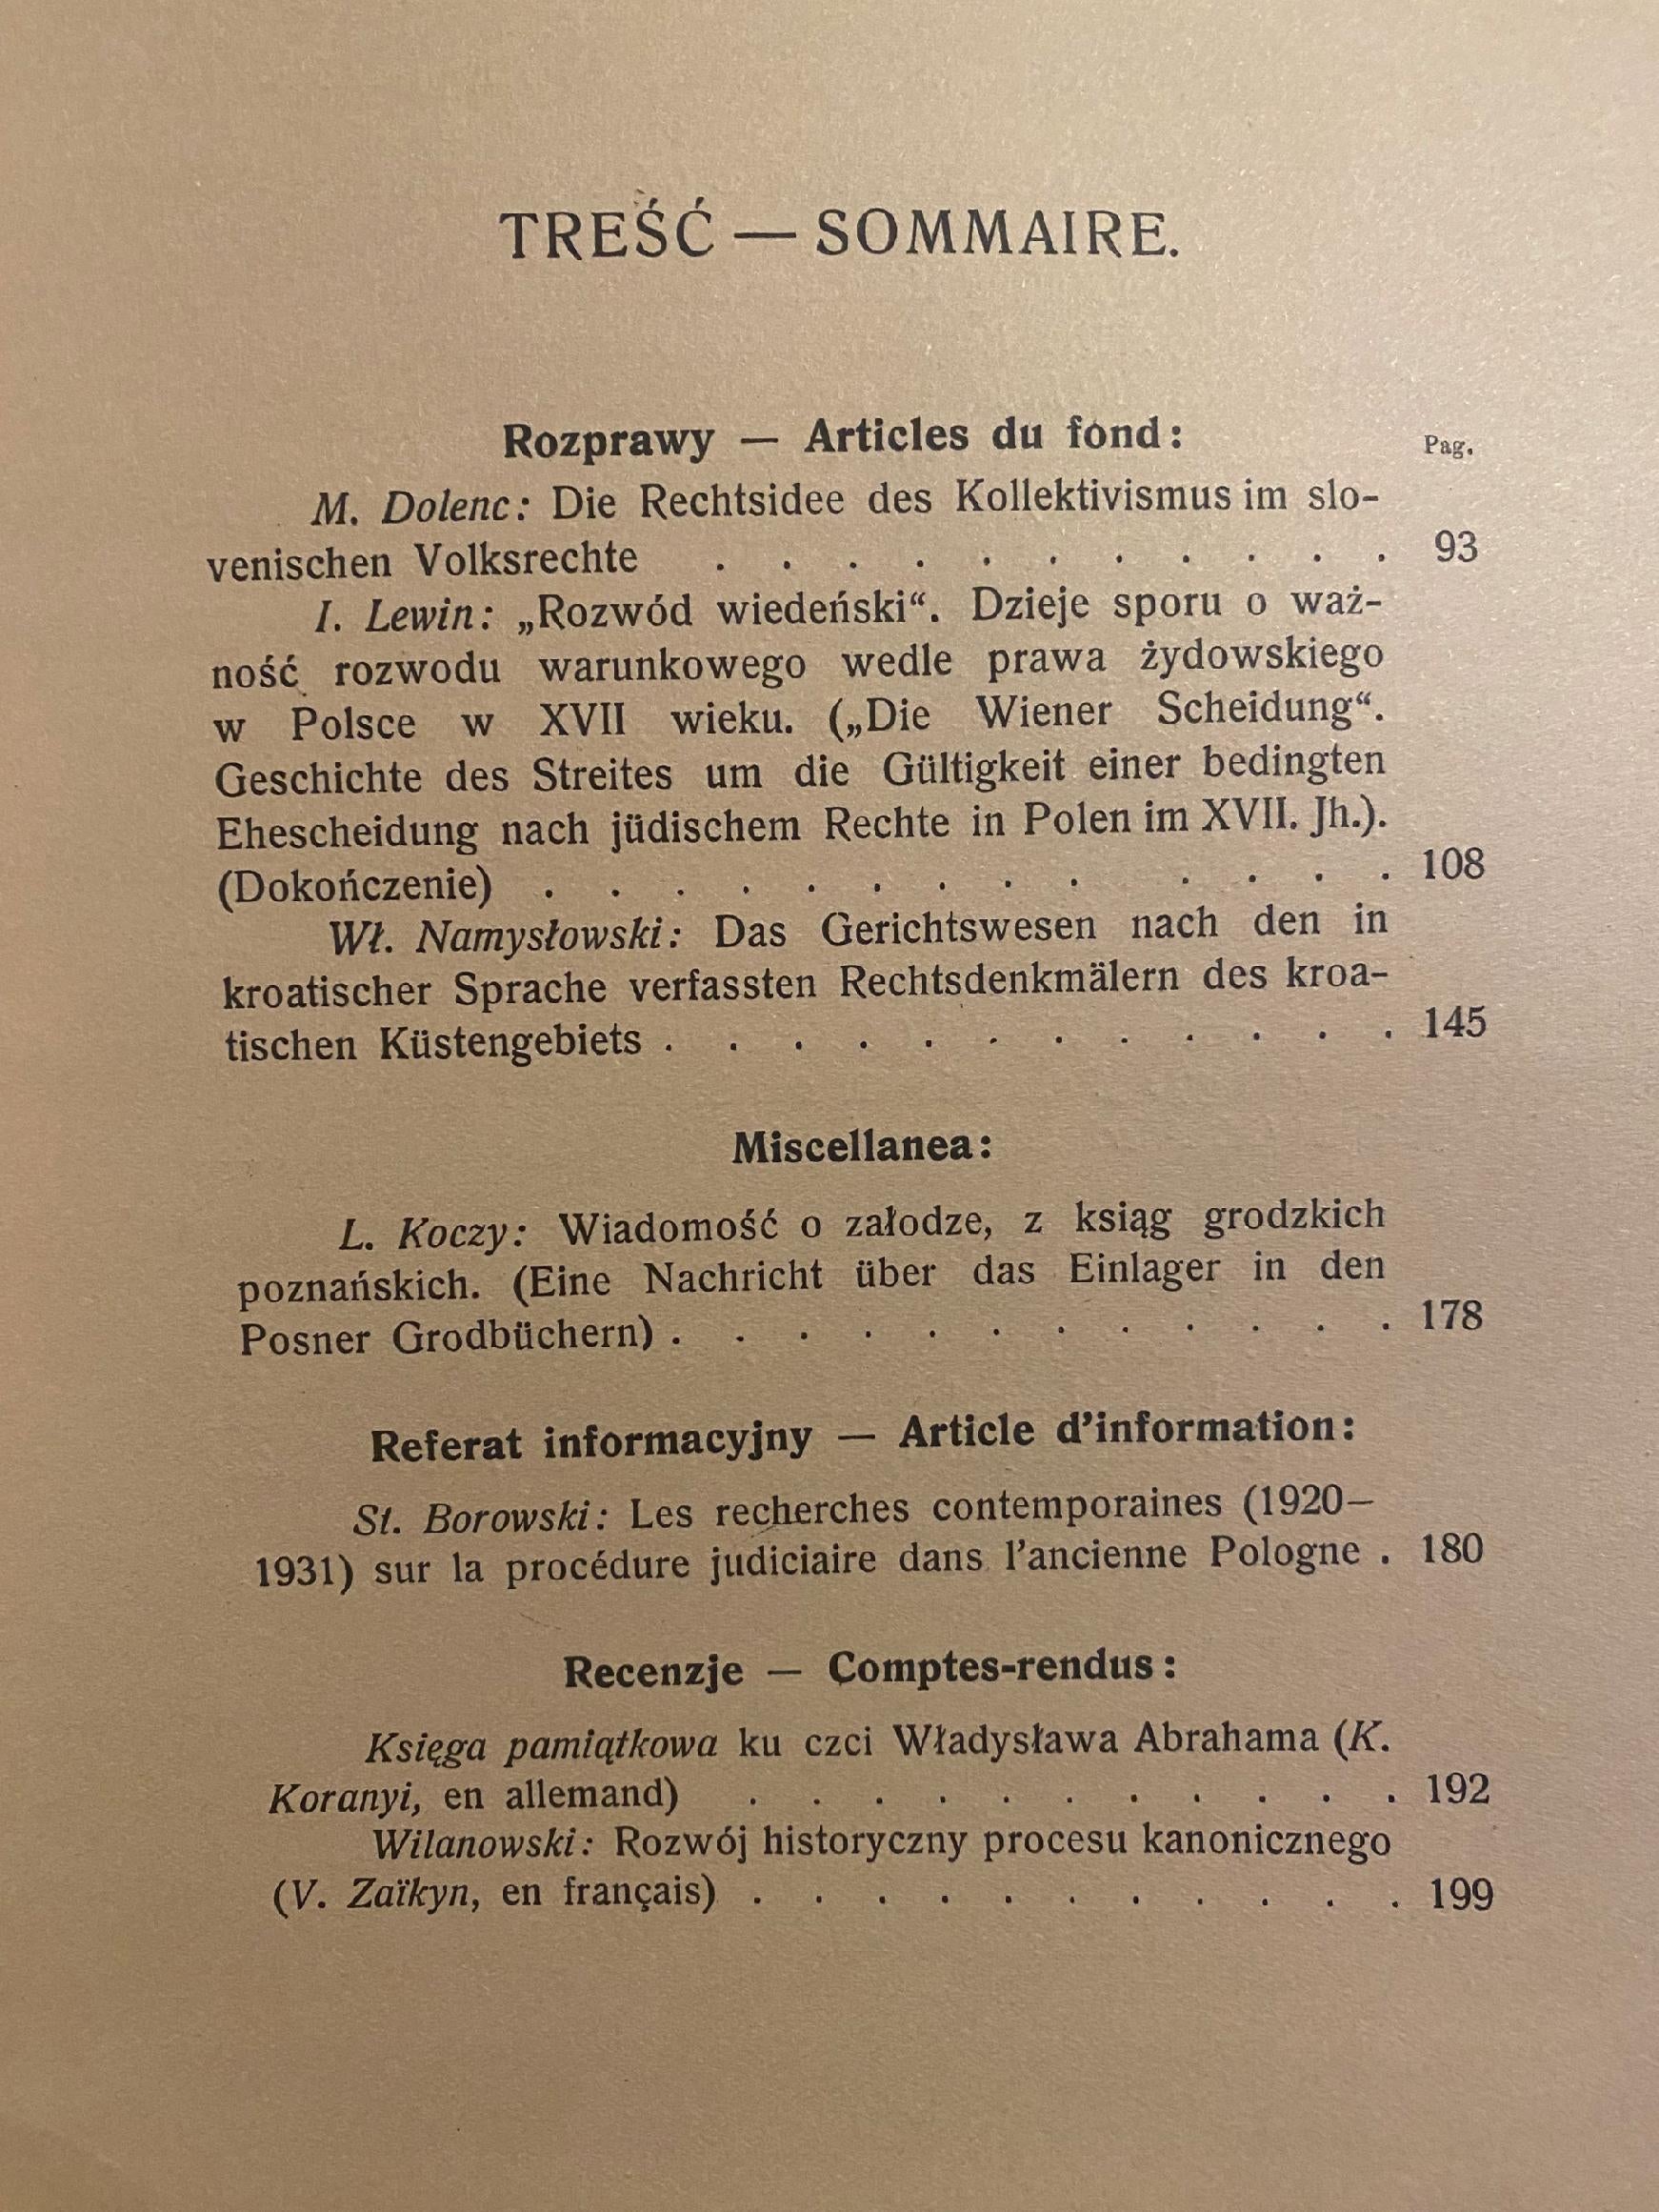 TREŚĆ — SOMMAIRE.
Rozprawy — Articles du fond:
Pag.
M. Dolenc: Die Rechtsidee des Kollektivismus im slo-
venischen Volksrechte . . . . . . . . . . . 93
I. Lewin: „Rozwód wiedeński“. Dzieje sporu o waż-
ność rozwodu warunkowego wedle prawa żydowskiego
w Polsce w XVII wieku. („Die Wiener Scheidung“.
Geschichte des Streites um die Gültigkeit einer bedingten
Ehescheidung nach jüdischem Rechte in Polen im XVII. Jh.).
(Dokończenie) . . . . . . . . . . . . . 108
Wł. Namysłowski: Das Gerichtswesen nach den in
kroatischer Sprache verfassten Rechtsdenkmälern des kroa-
tischen Küstengebiets . . . . . . . . . . . . 145
Miscellanea:
L. Koczy: Wiadomość o załodze, z ksiąg grodzkich
poznańskich. (Eine Nachricht über das Einlager in den
Posner Grodbüchern) . . . . . . . . . . . . 178
Referat informacyjny — Article d'information:
St. Borowski: Les recherches contemporaines (1920—
1931) sur la procédure judiciaire dans l'ancienne Pologne . 180
Recenzje — Comptes-rendus:
Księga pamiątkowa ku czci Władysława Abrahama (K.
Koranyi, en allemand) . . . . . . . . . . . 192
Wilanowski: Rozwój historyczny procesu kanonicznego
(V. Zaïkyn, en français) . . . . . . . . . . . 199